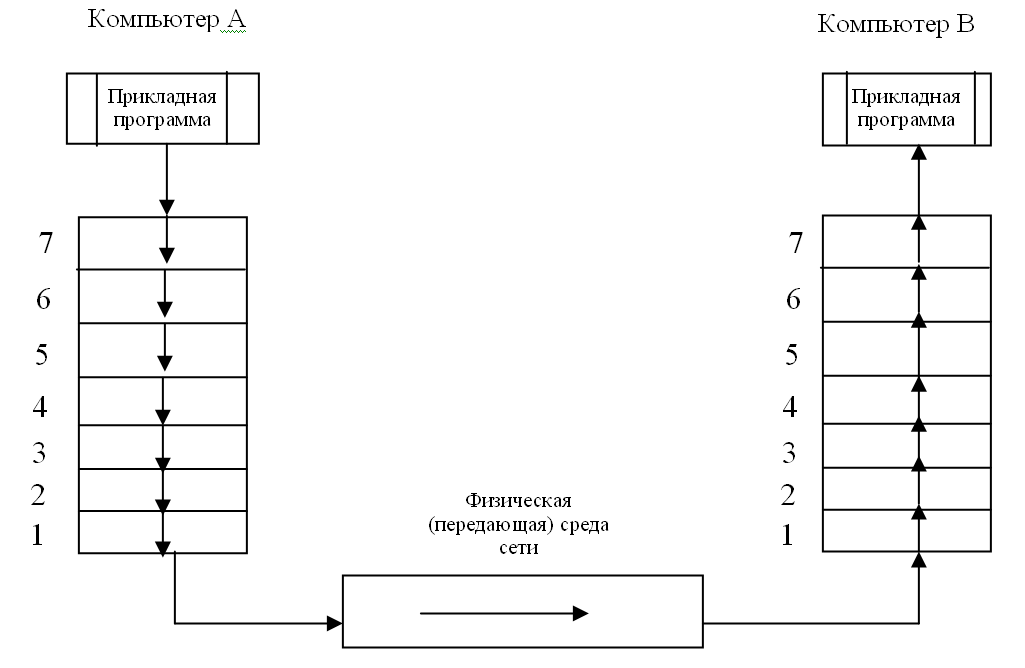 Компьютер А
Компьютер В
Прикладная
программа
Прикладная
программа
7
7
6
6
5
5
4
4
3
3
2
2
1
1
Физическая
(передающая) среда
сети